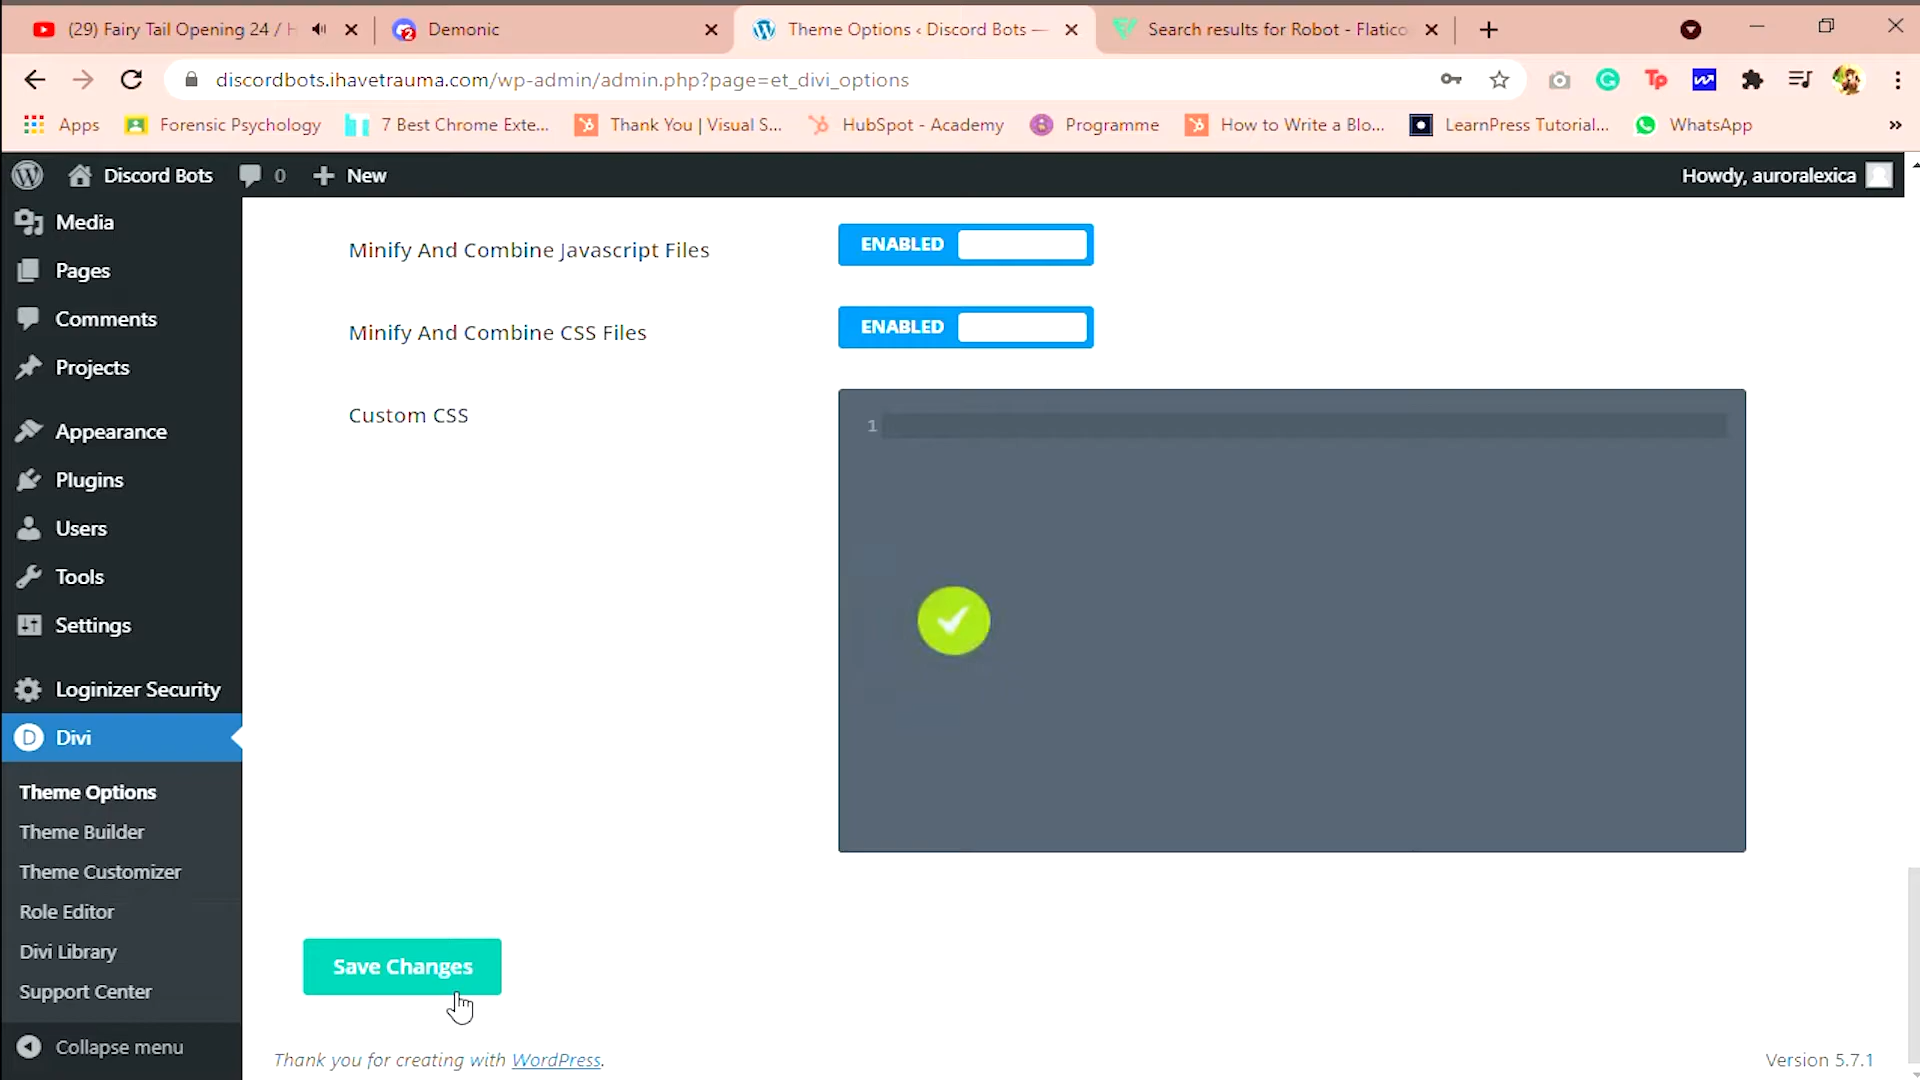 (29) Fairy Tail Opening 24 / H
2
Demonic
Theme Options ‹ Discord Bots —
Search results for Robot - Flatico
discordbots.ihavetrauma.com/wp-admin/admin.php?page=et_divi_options
Tp
Apps
Forensic Psychology
7 Best Chrome Exte...
Thank You | Visual S...
HubSpot - Academy
Programme
How to Write a Blo...
LearnPress Tutorial...
WhatsApp
»
Discord Bots
0
New
Howdy, auroralexica
Media
Pages
Comments
Projects
Appearance
Plugins
Users
Tools
Settings
Loginizer Security
D Divi
Theme Options
Theme Builder
Theme Customizer
Role Editor
Divi Library
Support Center
Collapse menu
Minify And Combine Javascript Files
ENABLED
Minify And Combine CSS Files
ENABLED
Custom CSS
1
Save Changes
Thank you for creating with WordPress.
Version 5.7.1